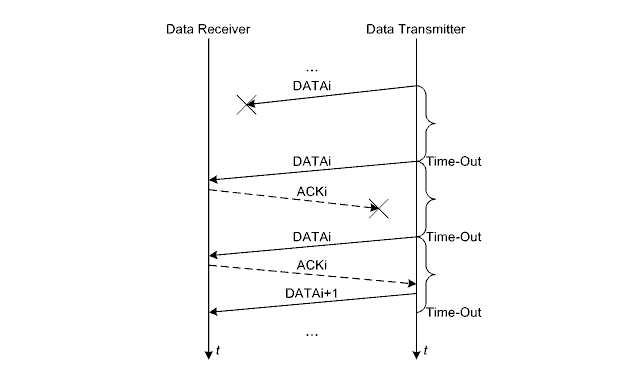 Data Receiver Data Transmitter
...
DATAi
DATAi Time-Out
ACKi
DATAi Time-Out
ACKi
DATAi+1
Time-Out
...
t t